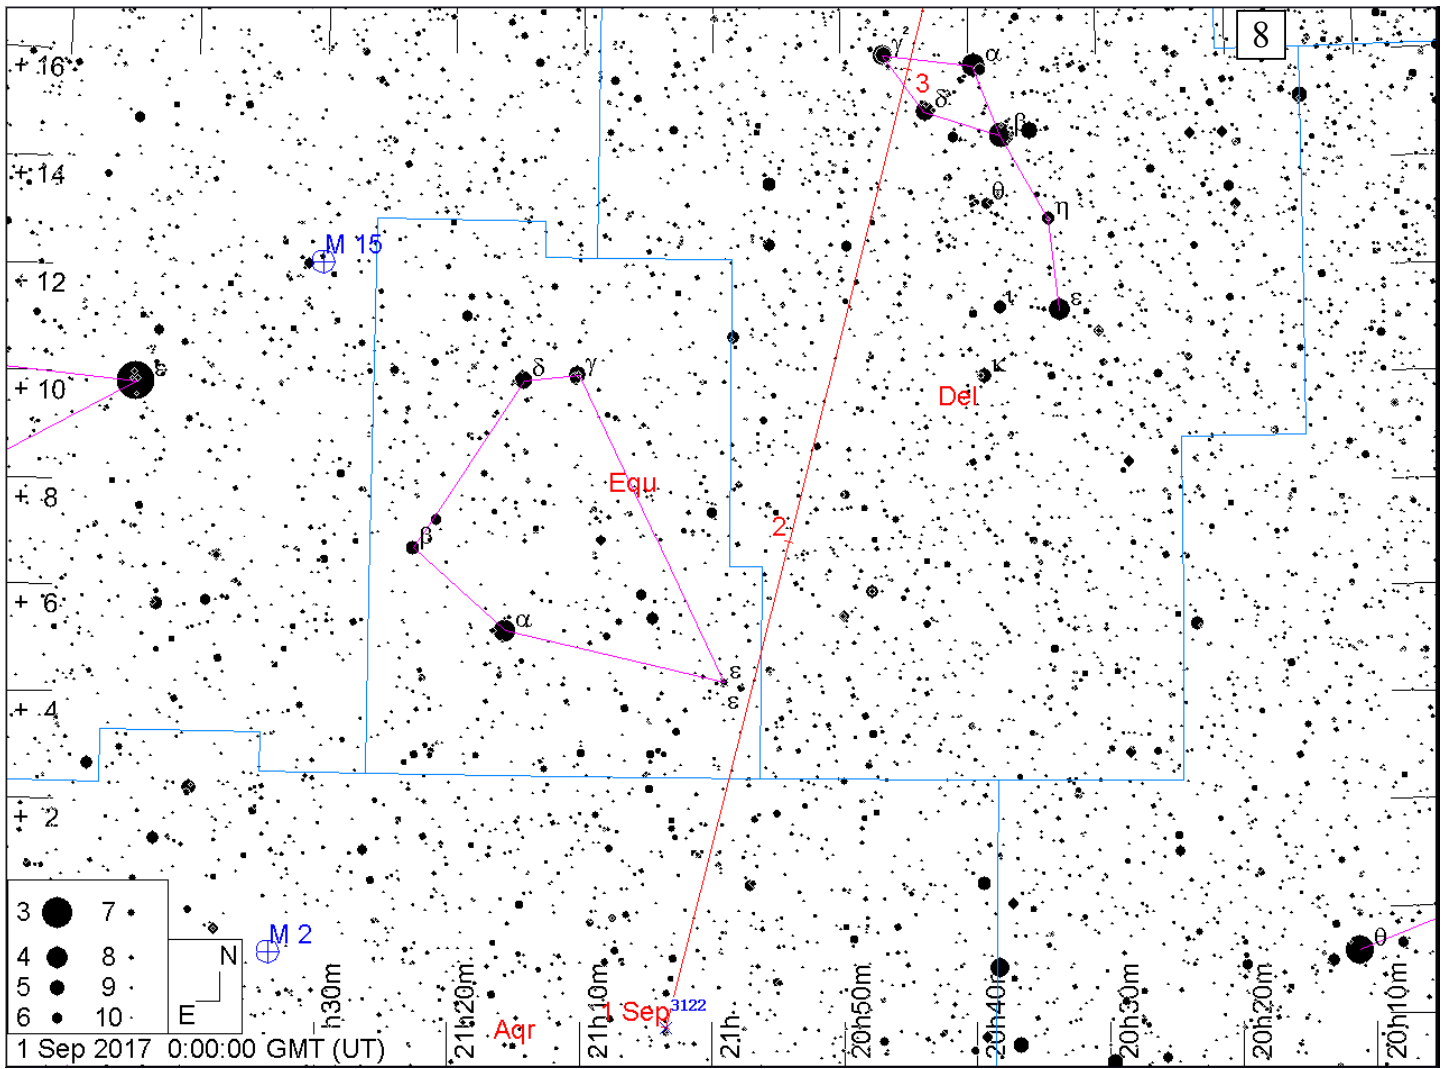 8
+ 16
γ²
α
3
δ
β
+ 14
θ
η
M 15
+ 12
ι
ε
ε
δ
γ
κ
+ 10
Del
Equ
+ 8
2
β
+ 6
α
ε
ε
+ 4
+ 2
3 7
4 8
5 9
6 10
N
E
M 2
θ
h30m
21h20m
21h10m
21h
20h50m
20h40m
20h30m
20h20m
20h10m
1 Sep 3122
Aqr
1 Sep 2017 0:00:00 GMT (UT)